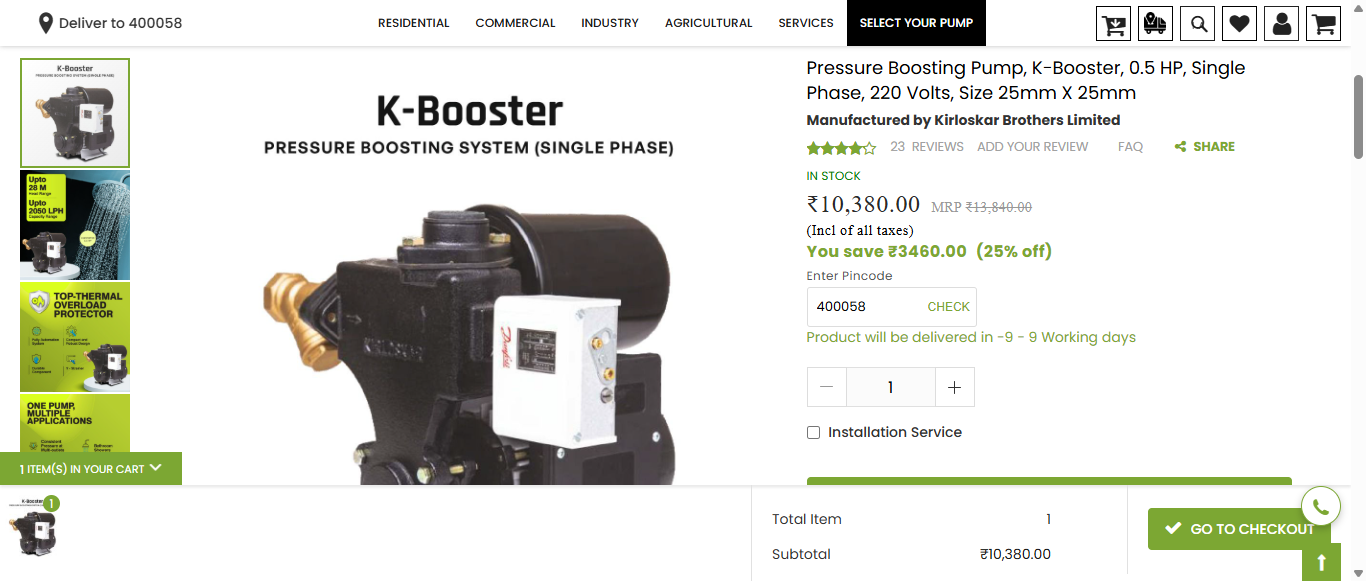 Deliver to 400058
RESIDENTIAL
COMMERCIAL
INDUSTRY
AGRICULTURAL
SERVICES
SELECT YOUR PUMP
K-Booster
PRESSURE BOOSTING SYSTEM (SINGLE PHASE)
Upto
28 M
Head Range
Upto
2050 LPH
Capacity Range
TOP-THERMAL
OVERLOAD
PROTECTOR
ONE PUMP,
MULTIPLE
APPLICATIONS
K-Booster
PRESSURE BOOSTING SYSTEM (SINGLE PHASE)
KIRLOSKAR
Danfoss
Pressure Boosting Pump, K-Booster, 0.5 HP, Single
Phase, 220 Volts, Size 25mm X 25mm
Manufactured by Kirloskar Brothers Limited
23 REVIEWS ADD YOUR REVIEW FAQ SHARE
IN STOCK
₹10,380.00 MRP ₹13,840.00
(Incl of all taxes)
You save ₹3460.00 (25% off)
Enter Pincode
400058 CHECK
Product will be delivered in -9 - 9 Working days
— 1 +
Installation Service
1 ITEM(S) IN YOUR CART
K-Booster
1
Total Item 1
Subtotal ₹10,380.00
GO TO CHECKOUT